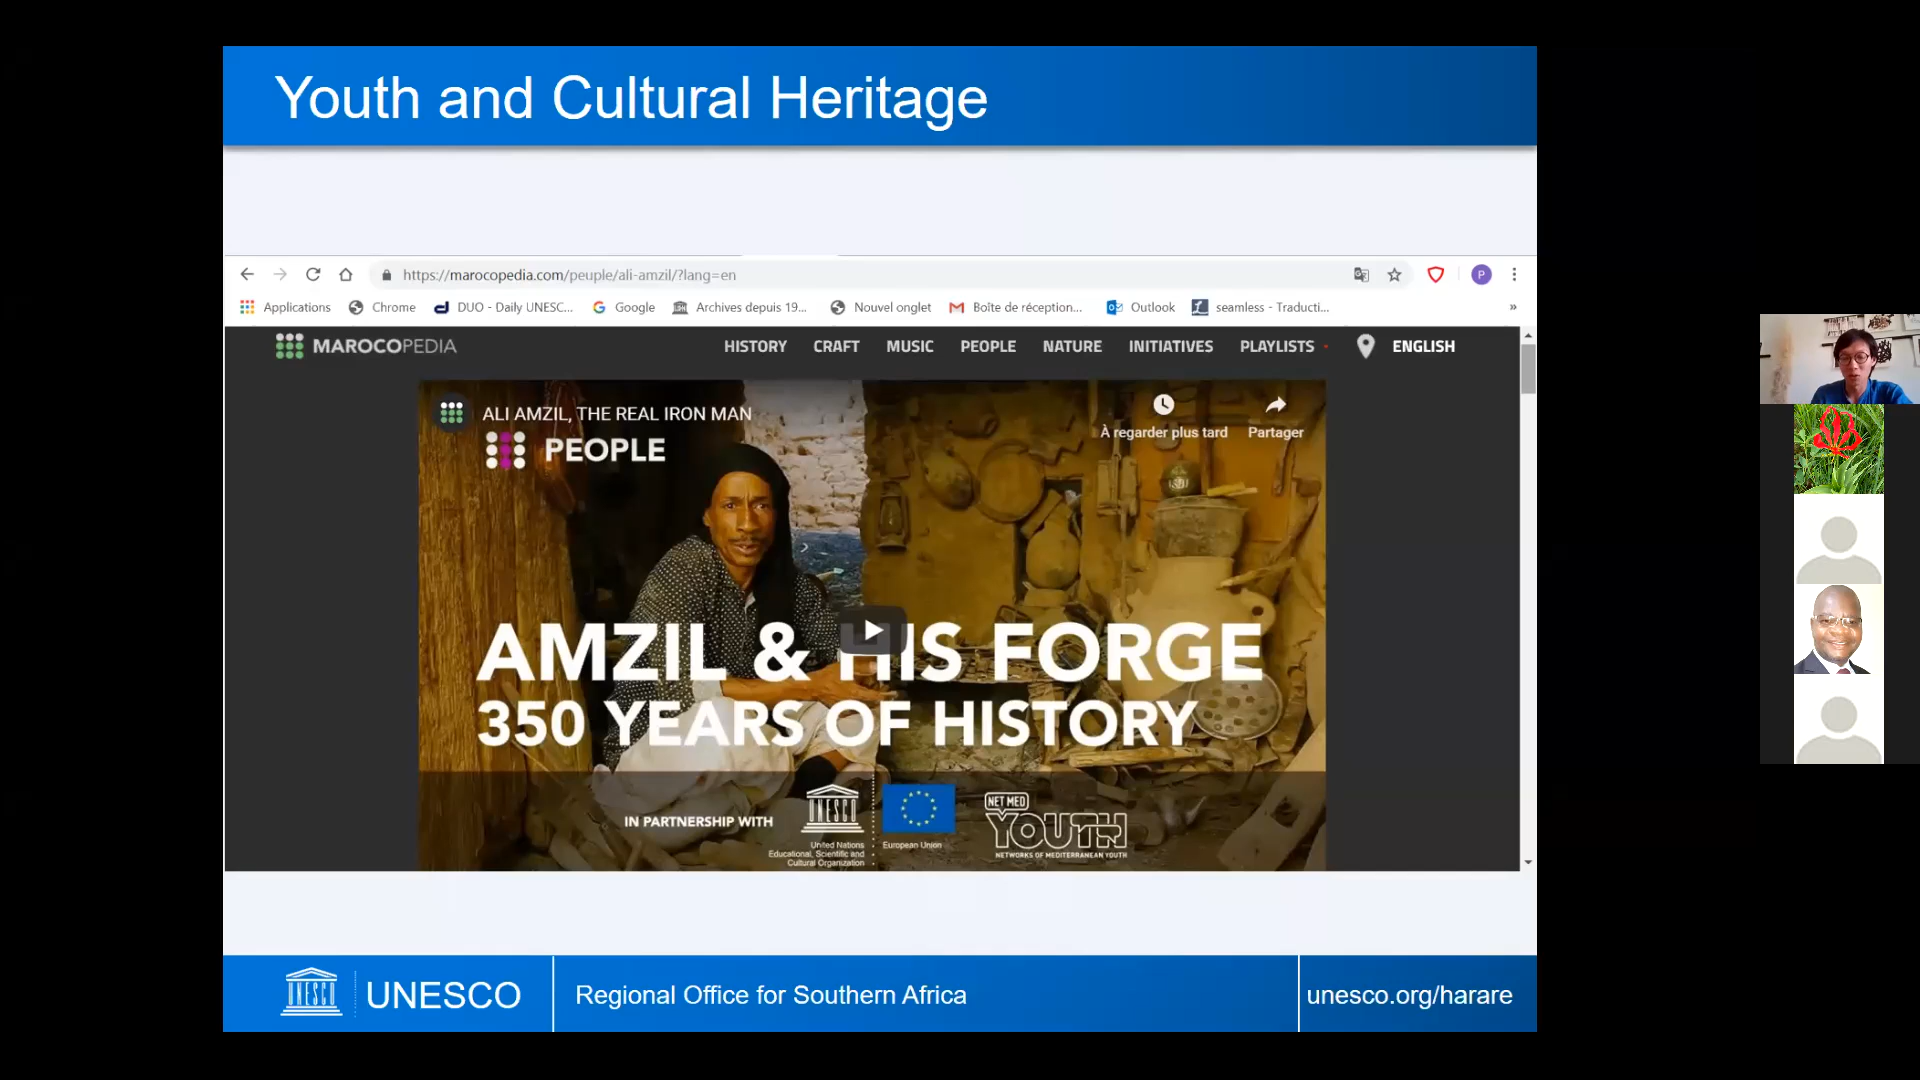 Youth and Cultural Heritage
https://marocopedia.com/peuple/ali-amzil/?lang=en
P
Applications Chrome DUO - Daily UNESC... Google Archives depuis 19... Nouvel onglet Boîte de réception... Outlook seamless - Traducti... »
MAROCOPEDIA HISTORY CRAFT MUSIC PEOPLE NATURE INITIATIVES PLAYLISTS ENGLISH
ALI AMZIL, THE REAL IRON MAN
À regarder plus tard Partager
PEOPLE
AMZIL & HIS FORGE
350 YEARS OF HISTORY
IN PARTNERSHIP WITH
UNESCO
United Nations
Educational, Scientific and
Cultural Organization
European Union
NET MED
YOUTH
NETWORKS OF MEDITERRANEAN YOUTH
UNESCO UNESCO Regional Office for Southern Africa unesco.org/harare